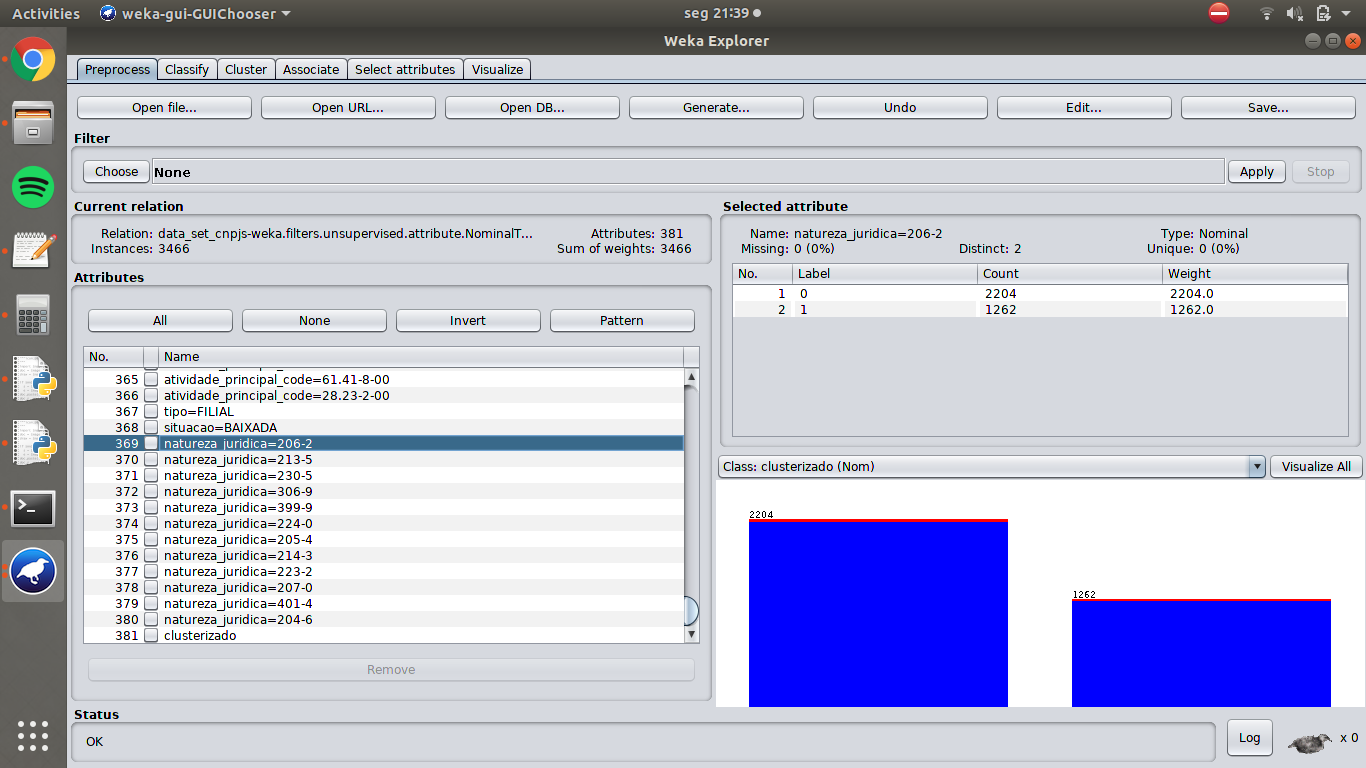 Activities weka-gui-GUIChooser seg 21:39
Weka Explorer
Preprocess Classify Cluster Associate Select attributes Visualize
Open file... Open URL... Open DB... Generate... Undo Edit... Save...
Filter
Choose None Apply Stop
Current relation
Relation: data_set_cnpjs-weka.filters.unsupervised.attribute.NominalT... Attributes: 381
Instances: 3466 Sum of weights: 3466
Attributes
All None Invert Pattern
No. Name
365 atividade_principal_code=61.41-8-00
366 atividade_principal_code=28.23-2-00
367 tipo=FILIAL
368 situacao=BAIXADA
369 natureza_juridica=206-2
370 natureza_juridica=213-5
371 natureza_juridica=230-5
372 natureza_juridica=306-9
373 natureza_juridica=399-9
374 natureza_juridica=224-0
375 natureza_juridica=205-4
376 natureza_juridica=214-3
377 natureza_juridica=223-2
378 natureza_juridica=207-0
379 natureza_juridica=401-4
380 natureza_juridica=204-6
381 clusterizado
Remove
Selected attribute
Name: natureza_juridica=206-2 Type: Nominal
Missing: 0 (0%) Distinct: 2 Unique: 0 (0%)
No. Label Count Weight
1 0 2204 2204.0
2 1 1262 1262.0
Class: clusterizado (Nom) Visualize All
2204
1262
Status
OK
Log x 0